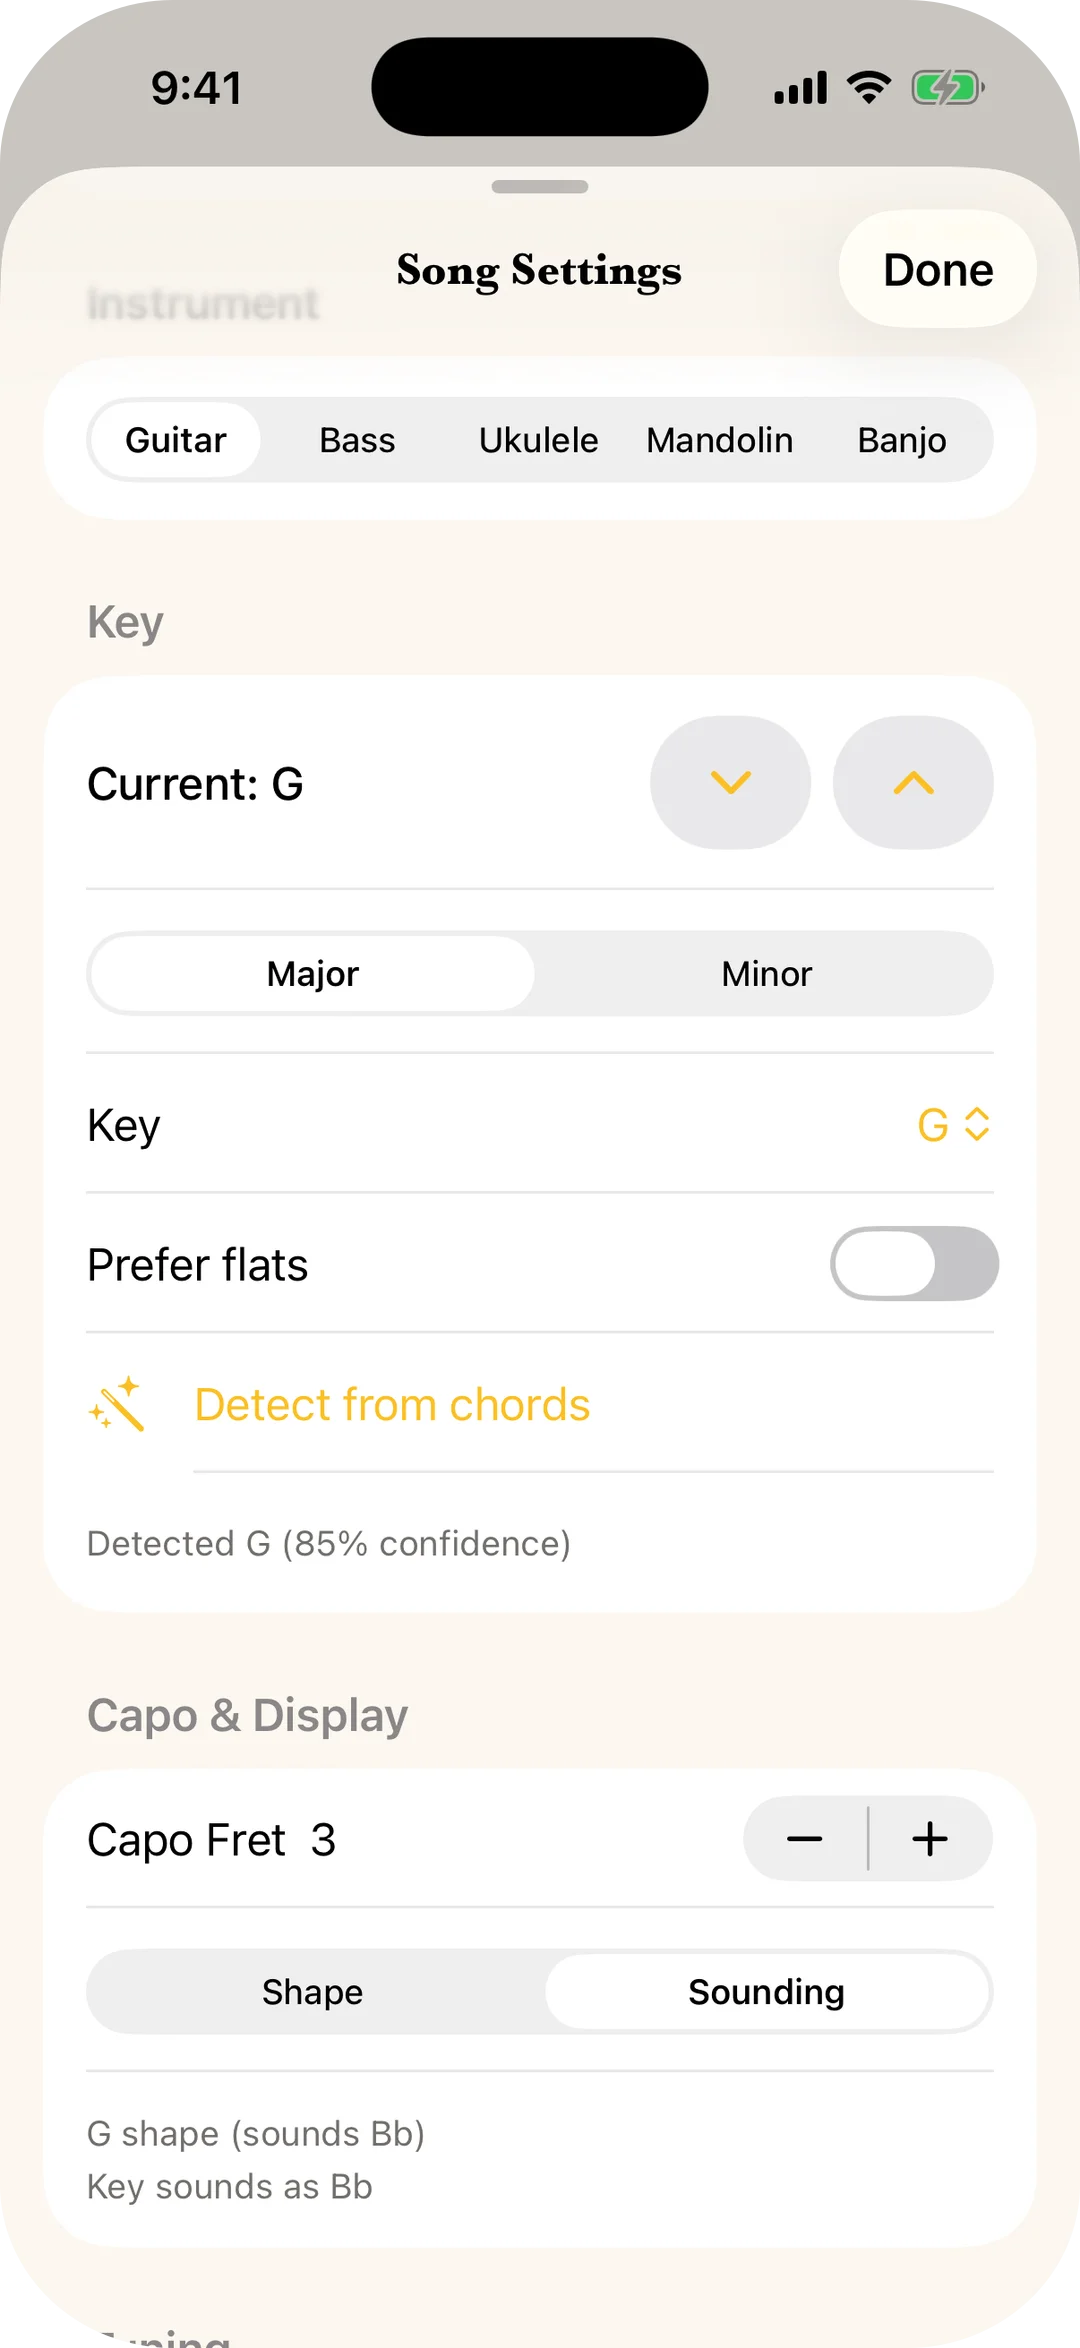 9:41
Song Settings
Done
Instrument
Guitar
Bass
Ukulele
Mandolin
Banjo
Key
Current: G
Major
Minor
Key
G
Prefer flats
Detect from chords
Detected G (85% confidence)
Capo & Display
Capo Fret 3
Shape
Sounding
G shape (sounds Bb)
Key sounds as Bb
Tuning